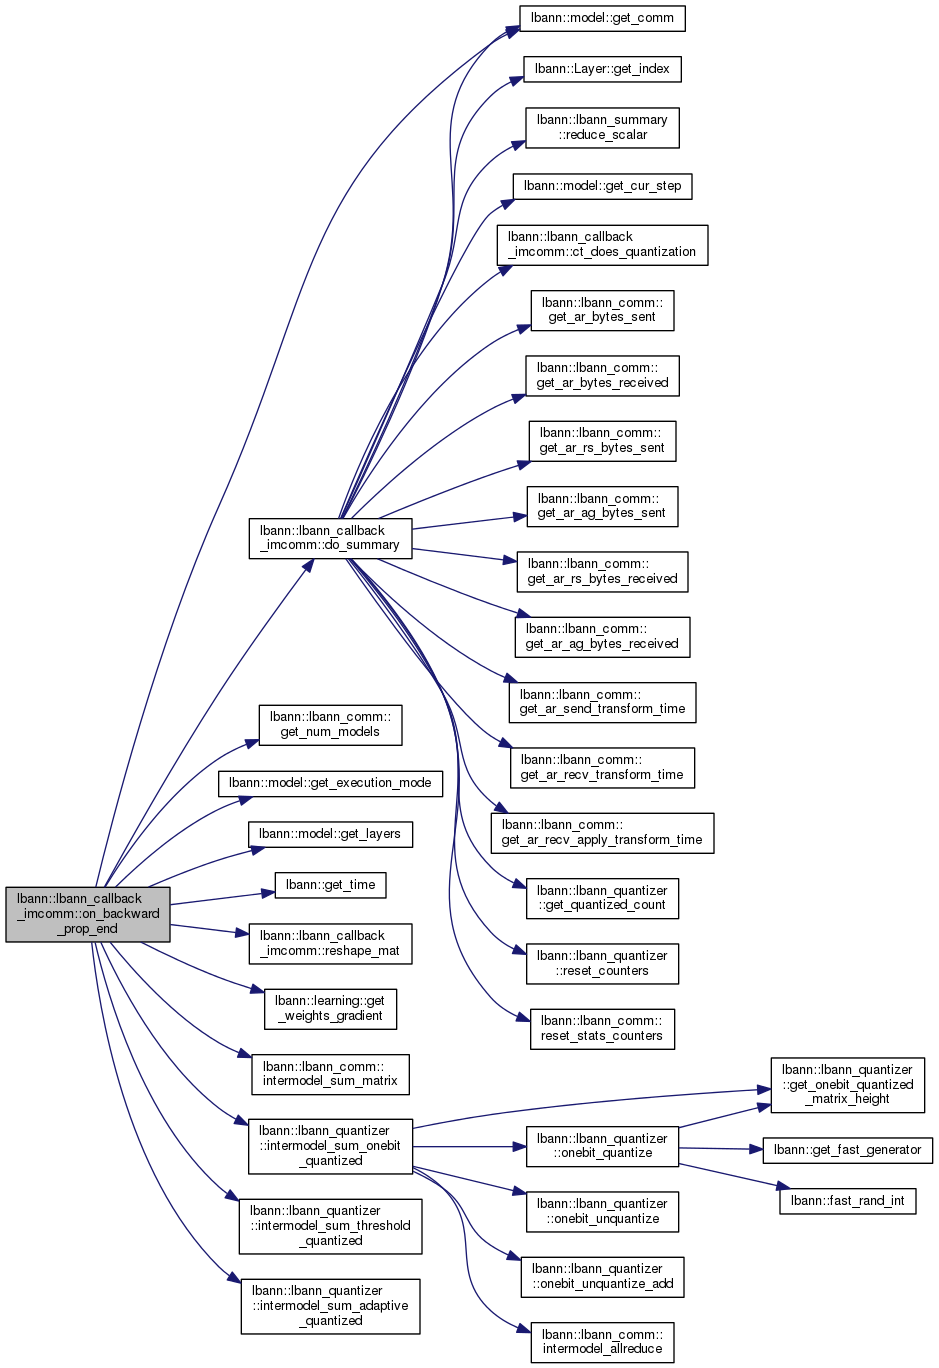 lbann::model::get_comm
lbann::Layer::get_index
lbann::lbann_summary
::reduce_scalar
lbann::model::get_cur_step
lbann::lbann_callback
_imcomm::ct_does_quantization
lbann::lbann_comm::
get_ar_bytes_sent
lbann::lbann_comm::
get_ar_bytes_received
lbann::lbann_comm::
get_ar_rs_bytes_sent
lbann::lbann_comm::
get_ar_ag_bytes_sent
lbann::lbann_callback
_imcomm::do_summary
lbann::lbann_comm::
get_ar_rs_bytes_received
lbann::lbann_comm::
get_ar_ag_bytes_received
lbann::lbann_comm::
get_ar_send_transform_time
lbann::lbann_comm::
get_num_models
lbann::lbann_comm::
get_ar_recv_transform_time
lbann::model::get_execution_mode
lbann::lbann_comm::
get_ar_recv_apply_transform_time
lbann::model::get_layers
lbann::get_time
lbann::lbann_quantizer
::get_quantized_count
lbann::lbann_callback
_imcomm::on_backward
_prop_end
lbann::lbann_callback
_imcomm::reshape_mat
lbann::lbann_quantizer
::reset_counters
lbann::learning::get
_weights_gradient
lbann::lbann_comm::
reset_stats_counters
lbann::lbann_comm::
intermodel_sum_matrix
lbann::lbann_quantizer
::get_onebit_quantized
_matrix_height
lbann::lbann_quantizer
::intermodel_sum_onebit
_quantized
lbann::lbann_quantizer
::onebit_quantize
lbann::get_fast_generator
lbann::fast_rand_int
lbann::lbann_quantizer
::onebit_unquantize
lbann::lbann_quantizer
::intermodel_sum_threshold
_quantized
lbann::lbann_quantizer
::onebit_unquantize_add
lbann::lbann_quantizer
::intermodel_sum_adaptive
_quantized
lbann::lbann_comm::
intermodel_allreduce